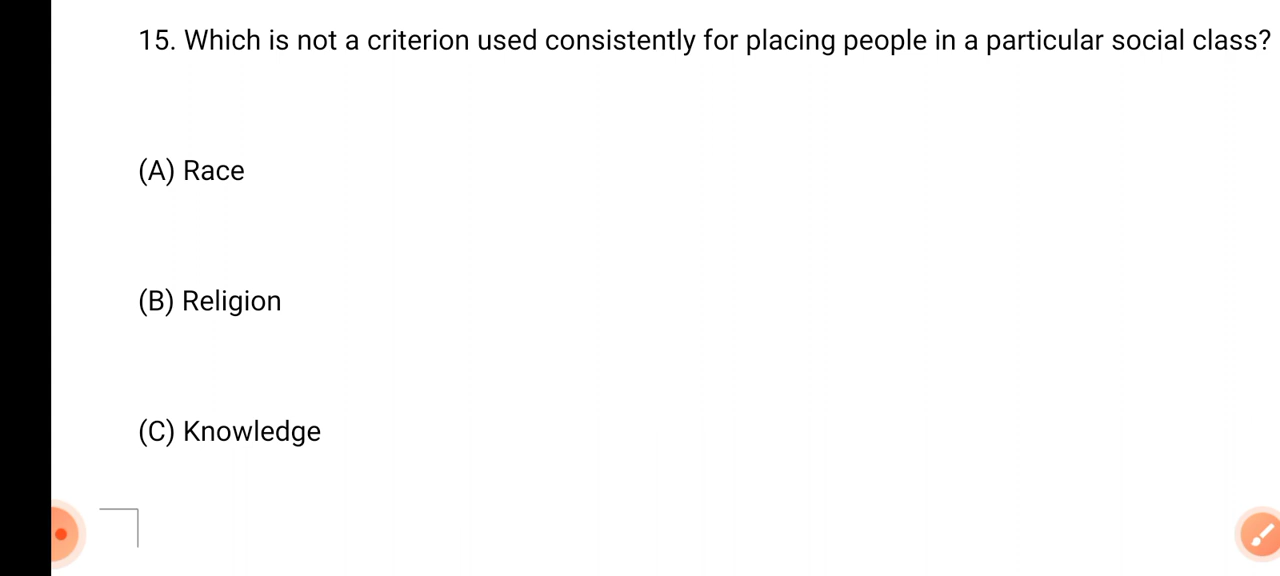 15. Which is not a criterion used consistently for placing people in a particular social class?
(A) Race
(B) Religion
(C) Knowledge